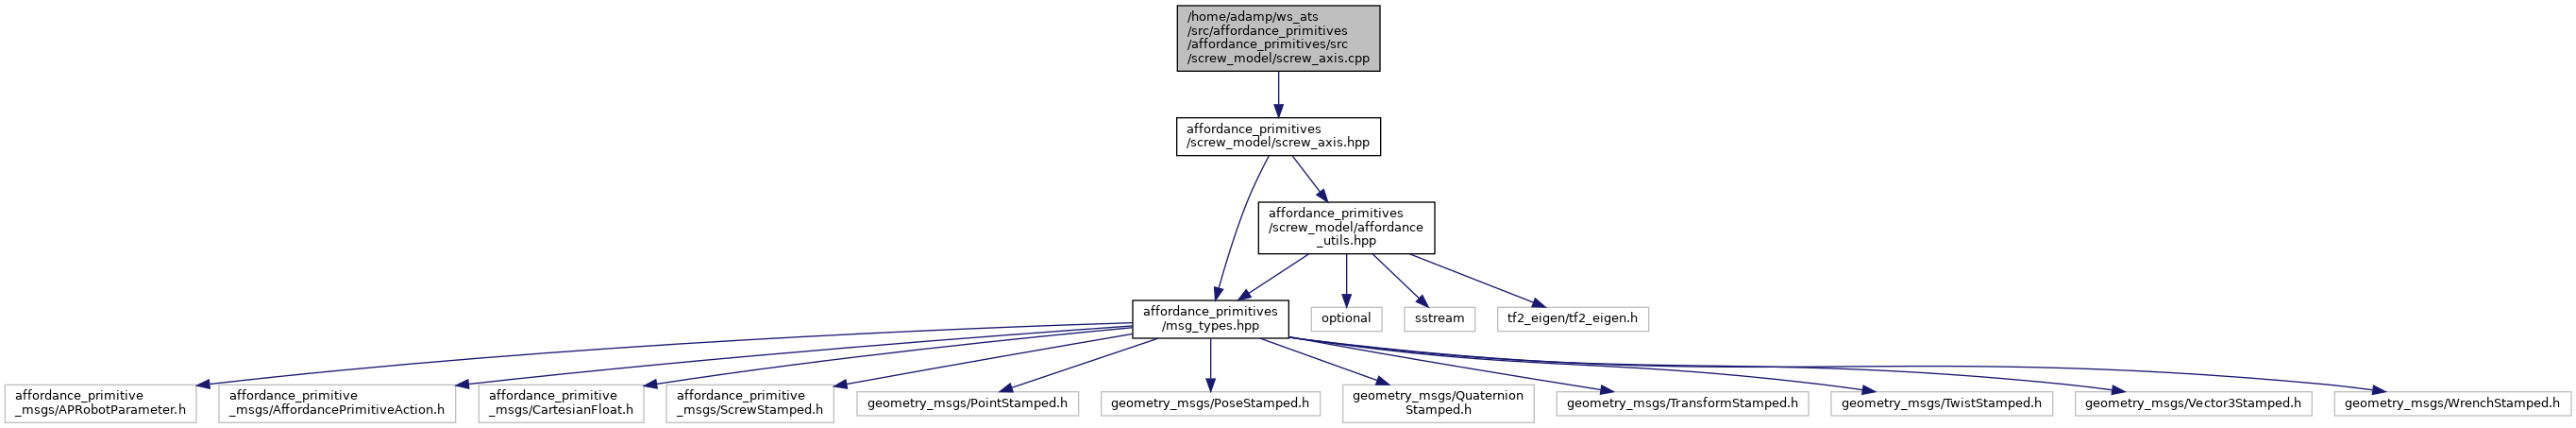 /home/adamp/ws_ats
/src/affordance_primitives
/affordance_primitives/src
/screw_model/screw_axis.cpp
affordance_primitives
/screw_model/screw_axis.hpp
affordance_primitives
/screw_model/affordance
_utils.hpp
affordance_primitives
/msg_types.hpp
optional
sstream
tf2_eigen/tf2_eigen.h
affordance_primitive
_msgs/APRobotParameter.h
affordance_primitive
_msgs/AffordancePrimitiveAction.h
affordance_primitive
_msgs/CartesianFloat.h
affordance_primitive
_msgs/ScrewStamped.h
geometry_msgs/PointStamped.h
geometry_msgs/PoseStamped.h
geometry_msgs/Quaternion
Stamped.h
geometry_msgs/TransformStamped.h
geometry_msgs/TwistStamped.h
geometry_msgs/Vector3Stamped.h
geometry_msgs/WrenchStamped.h